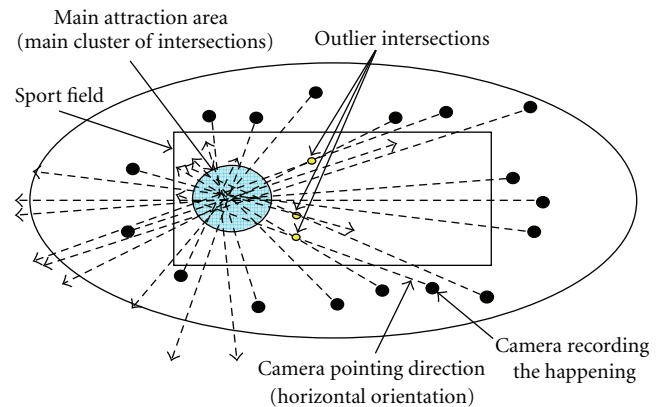 Main attraction area
(main cluster of intersections)
Outlier intersections
Sport field
Camera recording
the happening
Camera pointing direction
(horizontal orientation)